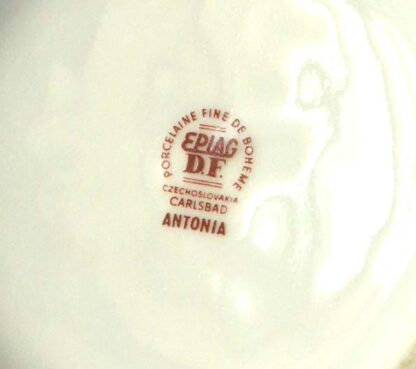 PORCELAINE FINE DE BOHEME
EPIAG
D.F.
CZECHOSLOVAKIA
CARLSBAD
ANTONIA